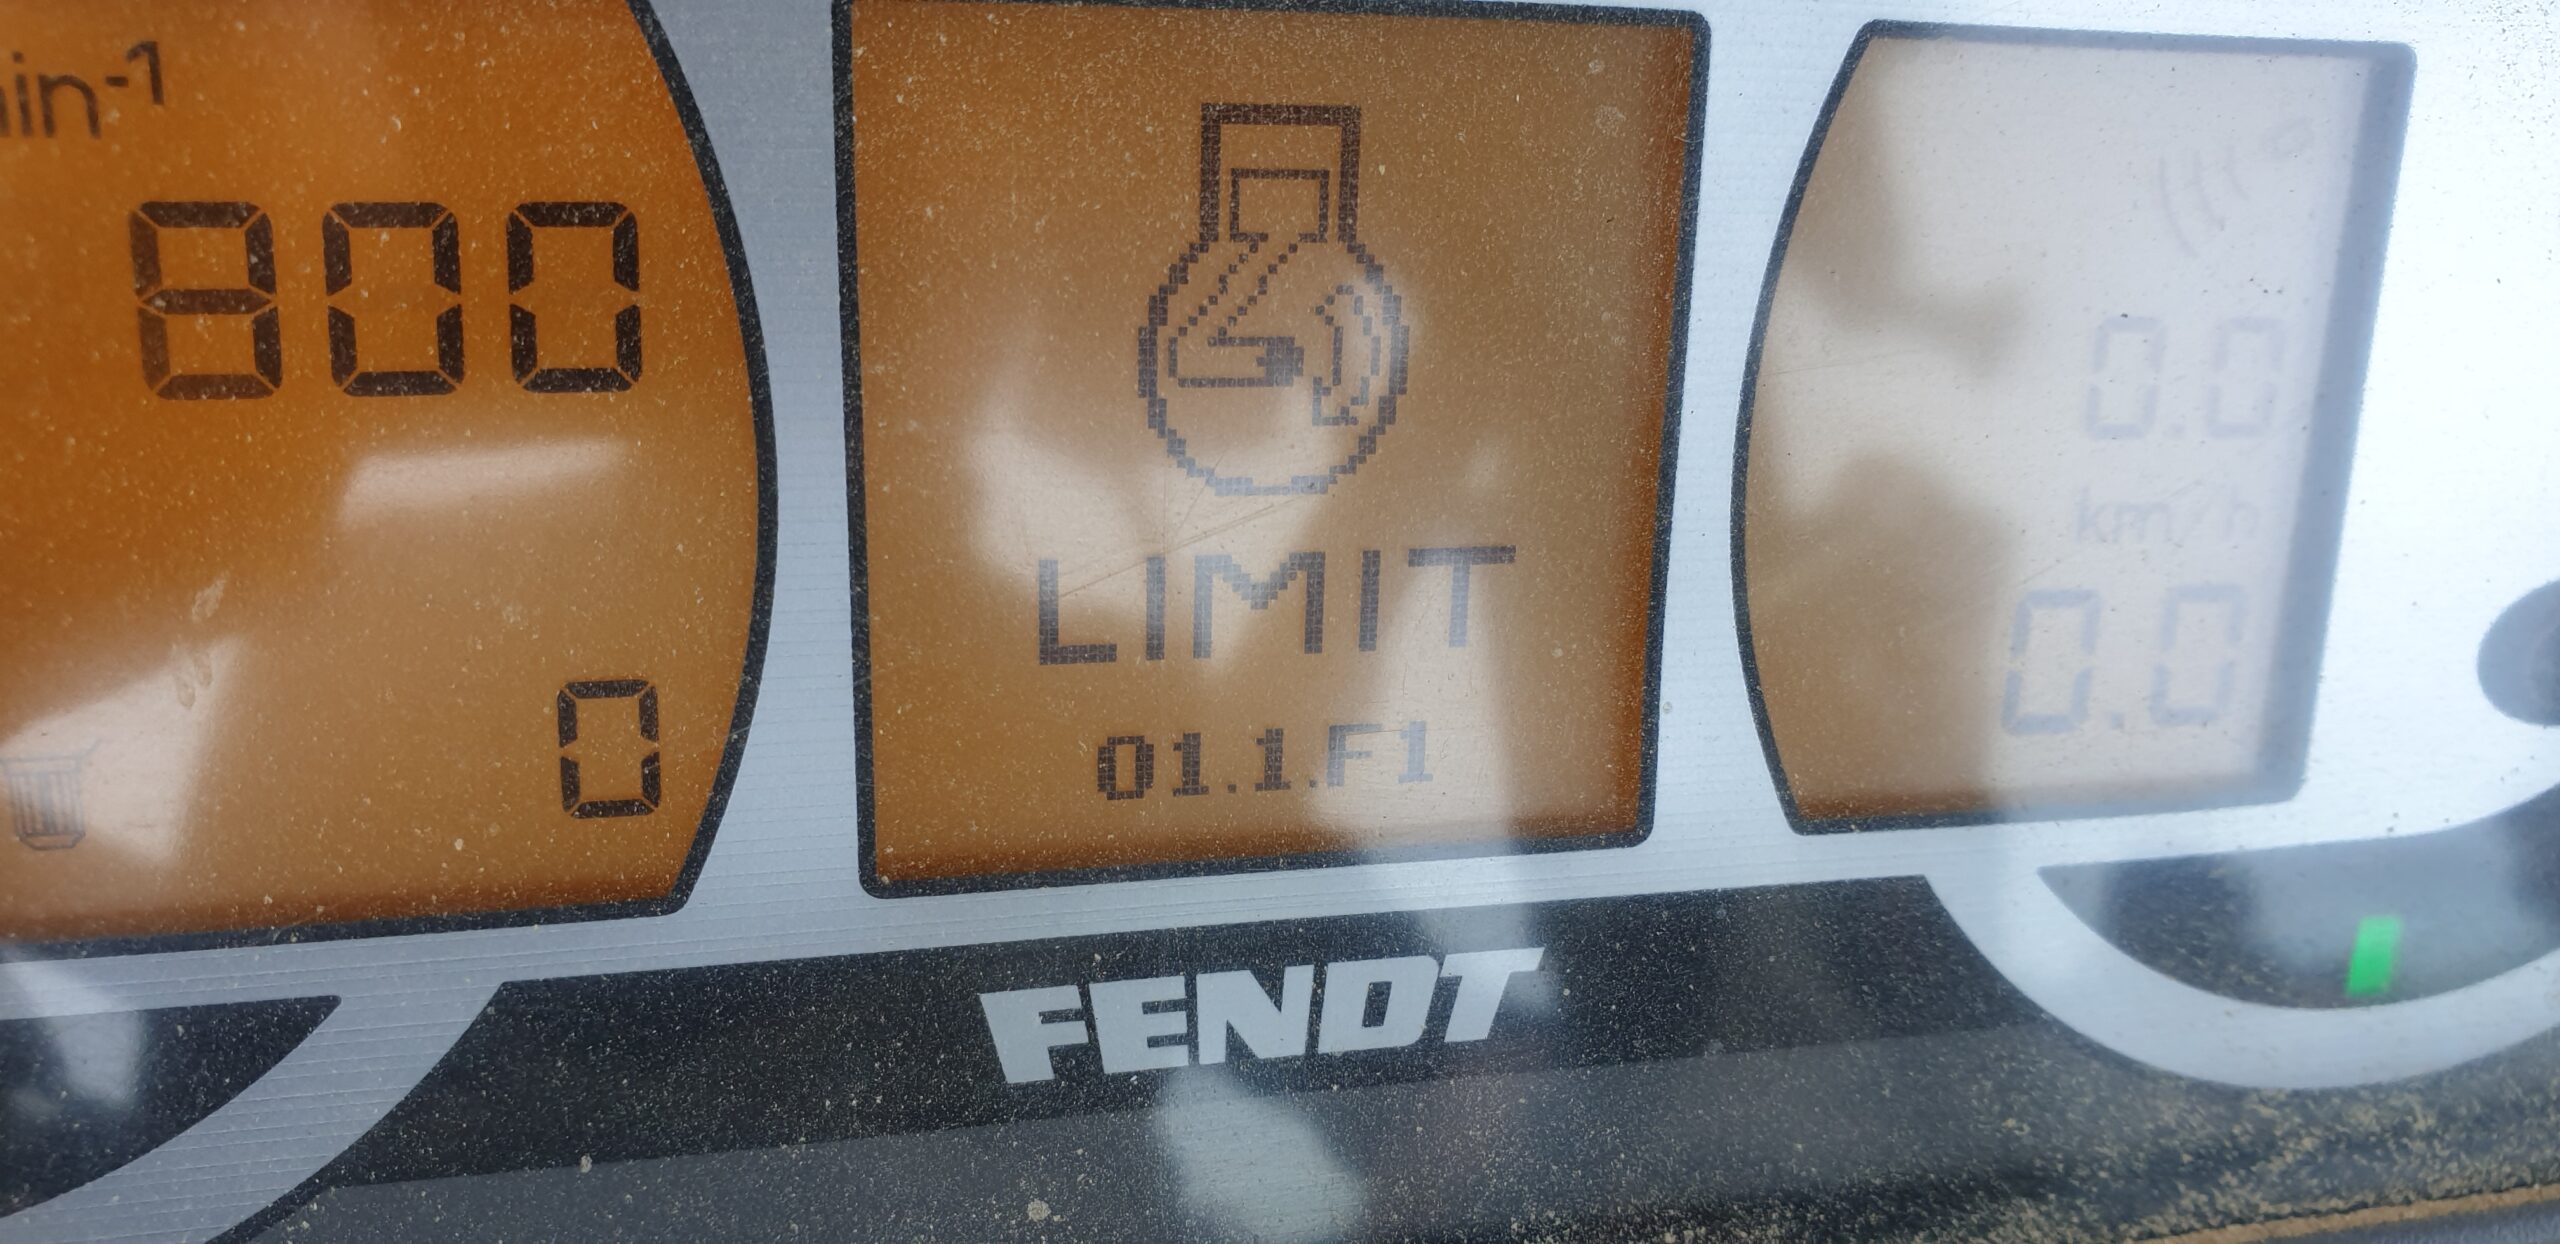 min-1
800
0
LIMIT
01.1.F1
0.0
km/h
0.0
FENDT